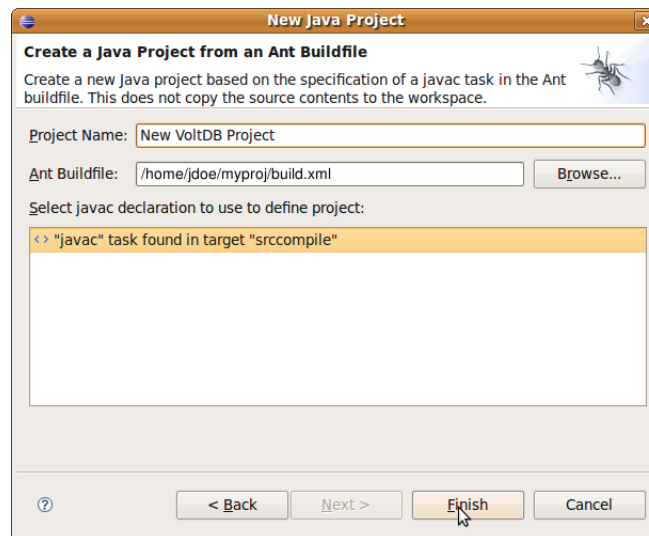 New Java Project
Create a Java Project from an Ant Buildfile
Create a new Java project based on the specification of a javac task in the Ant
buildfile. This does not copy the source contents to the workspace.
Project Name: New VoltDB Project
Ant Buildfile: /home/jdoe/myproj/build.xml Browse...
Select javac declaration to use to define project:
<> "javac" task found in target "srccompile"
? < Back Next > Finish Cancel